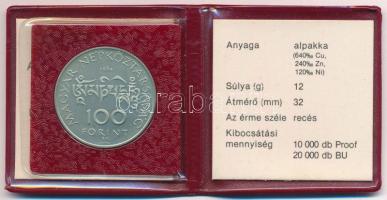 MAGYAR NÉPKÖZTÁRSASÁG
1984
100
FORINT
Anyaga alpakka
(640‰ Cu,
240‰ Zn,
120‰ Ni)
Súlya (g) 12
Átmérő (mm) 32
Az érme széle recés
Kibocsátási
mennyiség 10 000 db Proof
20 000 db BU